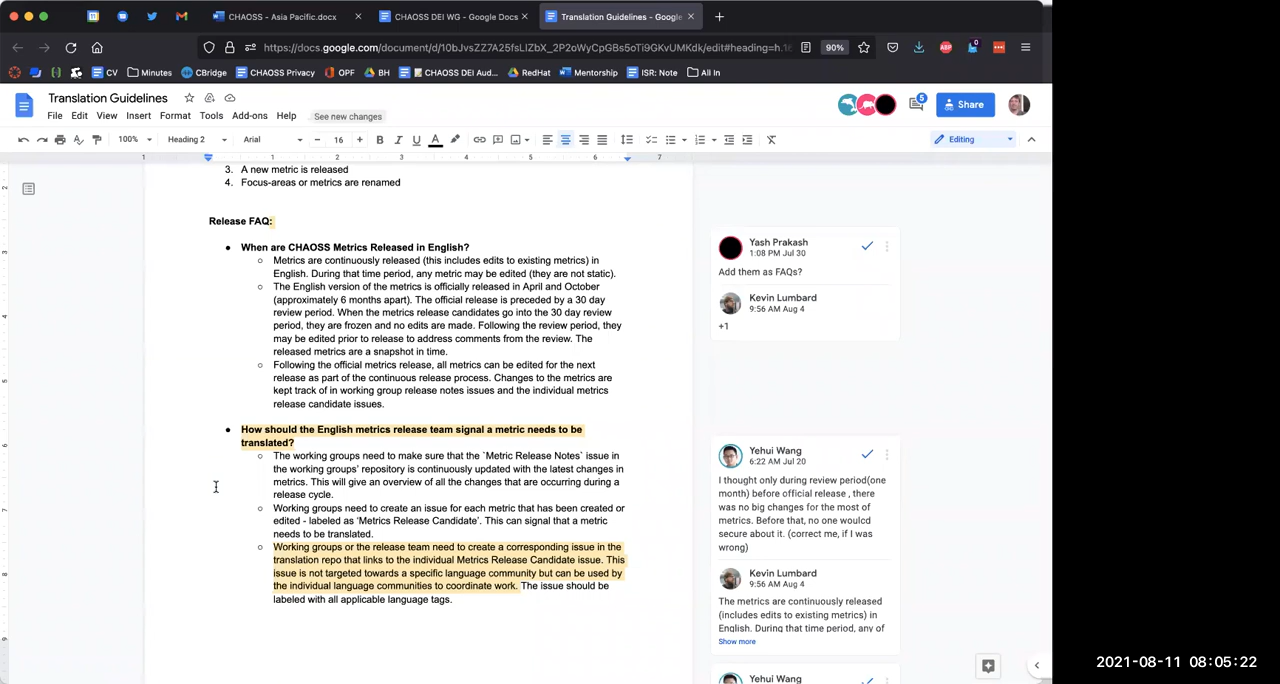 CHAOSS - Asia Pacific.docx
CHAOSS DEI WG - Google Docs
Translation Guidelines - Google
https://docs.google.com/document/d/10bJvsZZ7A25fsLIZbX_2P2oWyCpGBs5oTi9GKvUMKdk/edit#heading=h.1
90%
ABP
0
CV
Minutes
CBridge
CHAOSS Privacy
OPF
BH
CHAOSS DEI Aud...
RedHat
Mentorship
ISR: Note
All In
Translation Guidelines
5
Share
File Edit View Insert Format Tools Add-ons Help
See new changes
100%
Heading 2
Arial
16
B I U A
Editing
1 1 2 3 4 5 6 7
3. A new metric is released
4. Focus-areas or metrics are renamed
Release FAQ:
● When are CHAOSS Metrics Released in English?
○ Metrics are continuously released (this includes edits to existing metrics) in
English. During that time period, any metric may be edited (they are not static).
○ The English version of the metrics is officially released in April and October
(approximately 6 months apart). The official release is preceded by a 30 day
review period. When the metrics release candidates go into the 30 day review
period, they are frozen and no edits are made. Following the review period, they
may be edited prior to release to address comments from the review. The
released metrics are a snapshot in time.
○ Following the official metrics release, all metrics can be edited for the next
release as part of the continuous release process. Changes to the metrics are
kept track of in working group release notes issues and the individual metrics
release candidate issues.
● How should the English metrics release team signal a metric needs to be
translated?
○ The working groups need to make sure that the `Metric Release Notes` issue in
the working groups' repository is continuously updated with the latest changes in
metrics. This will give an overview of all the changes that are occurring during a
release cycle.
○ Working groups need to create an issue for each metric that has been created or
edited - labeled as 'Metrics Release Candidate'. This can signal that a metric
needs to be translated.
○ Working groups or the release team need to create a corresponding issue in the
translation repo that links to the individual Metrics Release Candidate issue. This
issue is not targeted towards a specific language community but can be used by
the individual language communities to coordinate work. The issue should be
labeled with all applicable language tags.
Yash Prakash
1:08 PM Jul 30
Add them as FAQs?
Kevin Lumbard
9:56 AM Aug 4
+1
Yehui Wang
6:22 AM Jul 20
I thought only during review period(one
month) before official release , there
was no big changes for the most of
metrics. Before that, no one woulcd
secure about it. (correct me, if I was
wrong)
Kevin Lumbard
9:56 AM Aug 4
The metrics are continuously released
(includes edits to existing metrics) in
English. During that time period, any of
Show more
Yehui Wang
2021-08-11 08:05:22